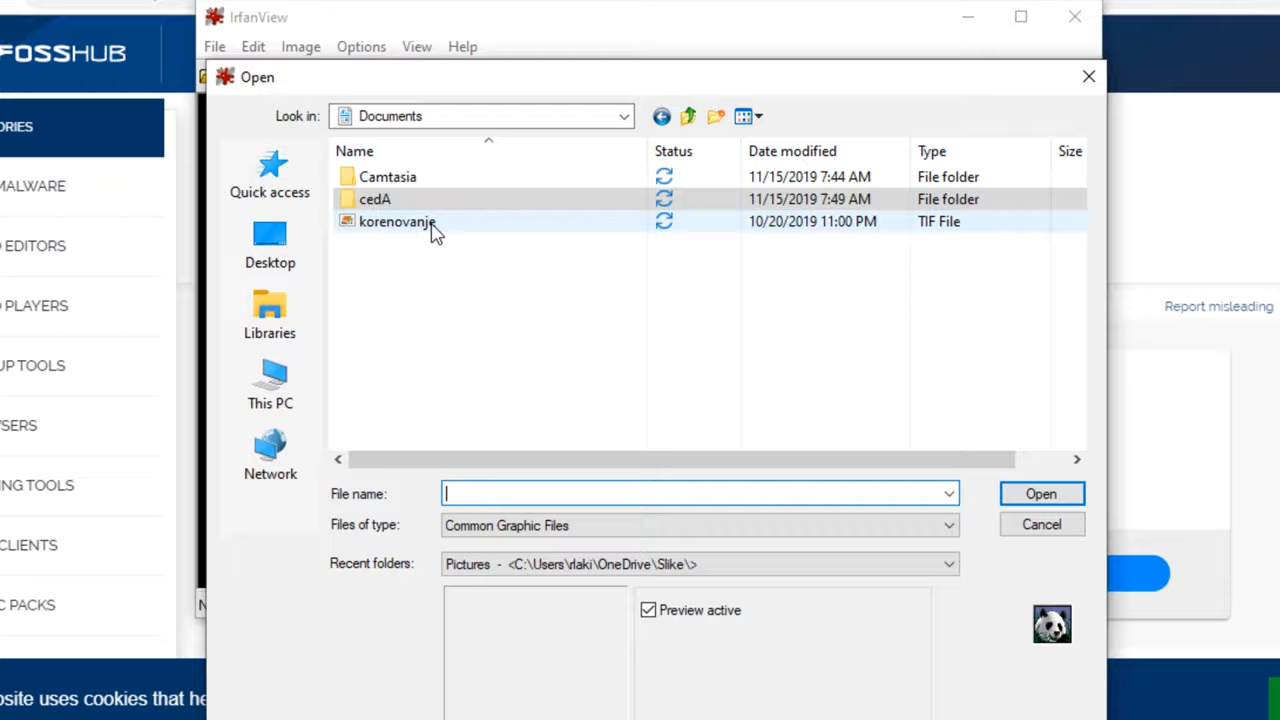 IrfanView
FOSSHUB
File Edit Image Options View Help
Open
ORIES
MALWARE
EDITORS
PLAYERS
UP TOOLS
SERS
NG TOOLS
CLIENTS
C PACKS
Look in: Documents
Name Status Date modified Type Size
Camtasia 11/15/2019 7:44 AM File folder
cedA 11/15/2019 7:49 AM File folder
korenovanje 10/20/2019 11:00 PM TIF File
Quick access
Desktop
Libraries
This PC
Network
Report misleading
File name: Open
Files of type: Common Graphic Files Cancel
Recent folders: Pictures - <C:\Users\rlaki\OneDrive\Slike\>
Preview active
osite uses cookies that he